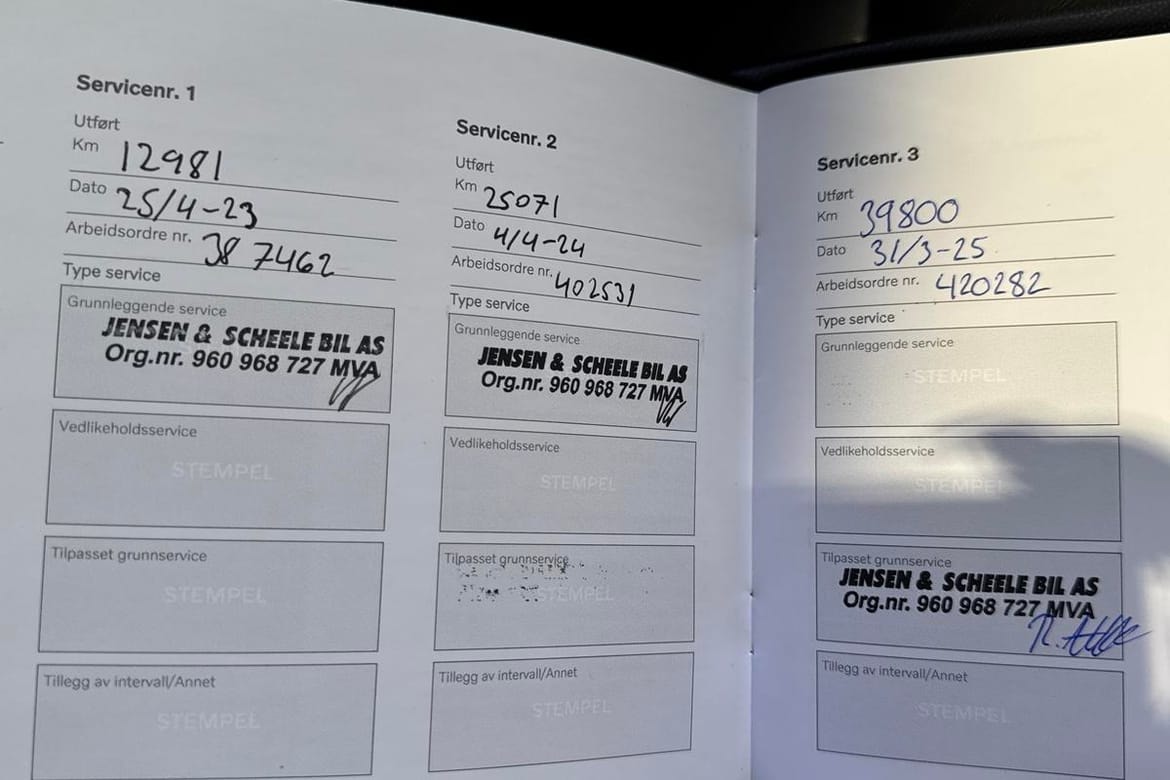 Servicenr. 1
Utført
Km 12981
Dato 25/4-23
Arbeidsordre nr. 387462
Type service
Grunnleggende service
JENSEN & SCHEELE BIL AS
Org.nr. 960 968 727 MVA
Vedlikeholdsservice
STEMPEL
Tilpasset grunnservice
STEMPEL
Tillegg av intervall/Annet
STEMPEL
Servicenr. 2
Utført
Km 25071
Dato 4/4-24
Arbeidsordre nr. 402531
Type service
Grunnleggende service
JENSEN & SCHEELE BIL AS
Org.nr. 960 968 727 MVA
Vedlikeholdsservice
STEMPEL
Tilpasset grunnservice
STEMPEL
Tillegg av intervall/Annet
STEMPEL
Servicenr. 3
Utført
Km 39800
Dato 31/3-25
Arbeidsordre nr. 420282
Type service
Grunnleggende service
STEMPEL
Vedlikeholdsservice
STEMPEL
Tilpasset grunnservice
JENSEN & SCHEELE BIL AS
Org.nr. 960 968 727 MVA
Tillegg av intervall/Annet
STEMPEL